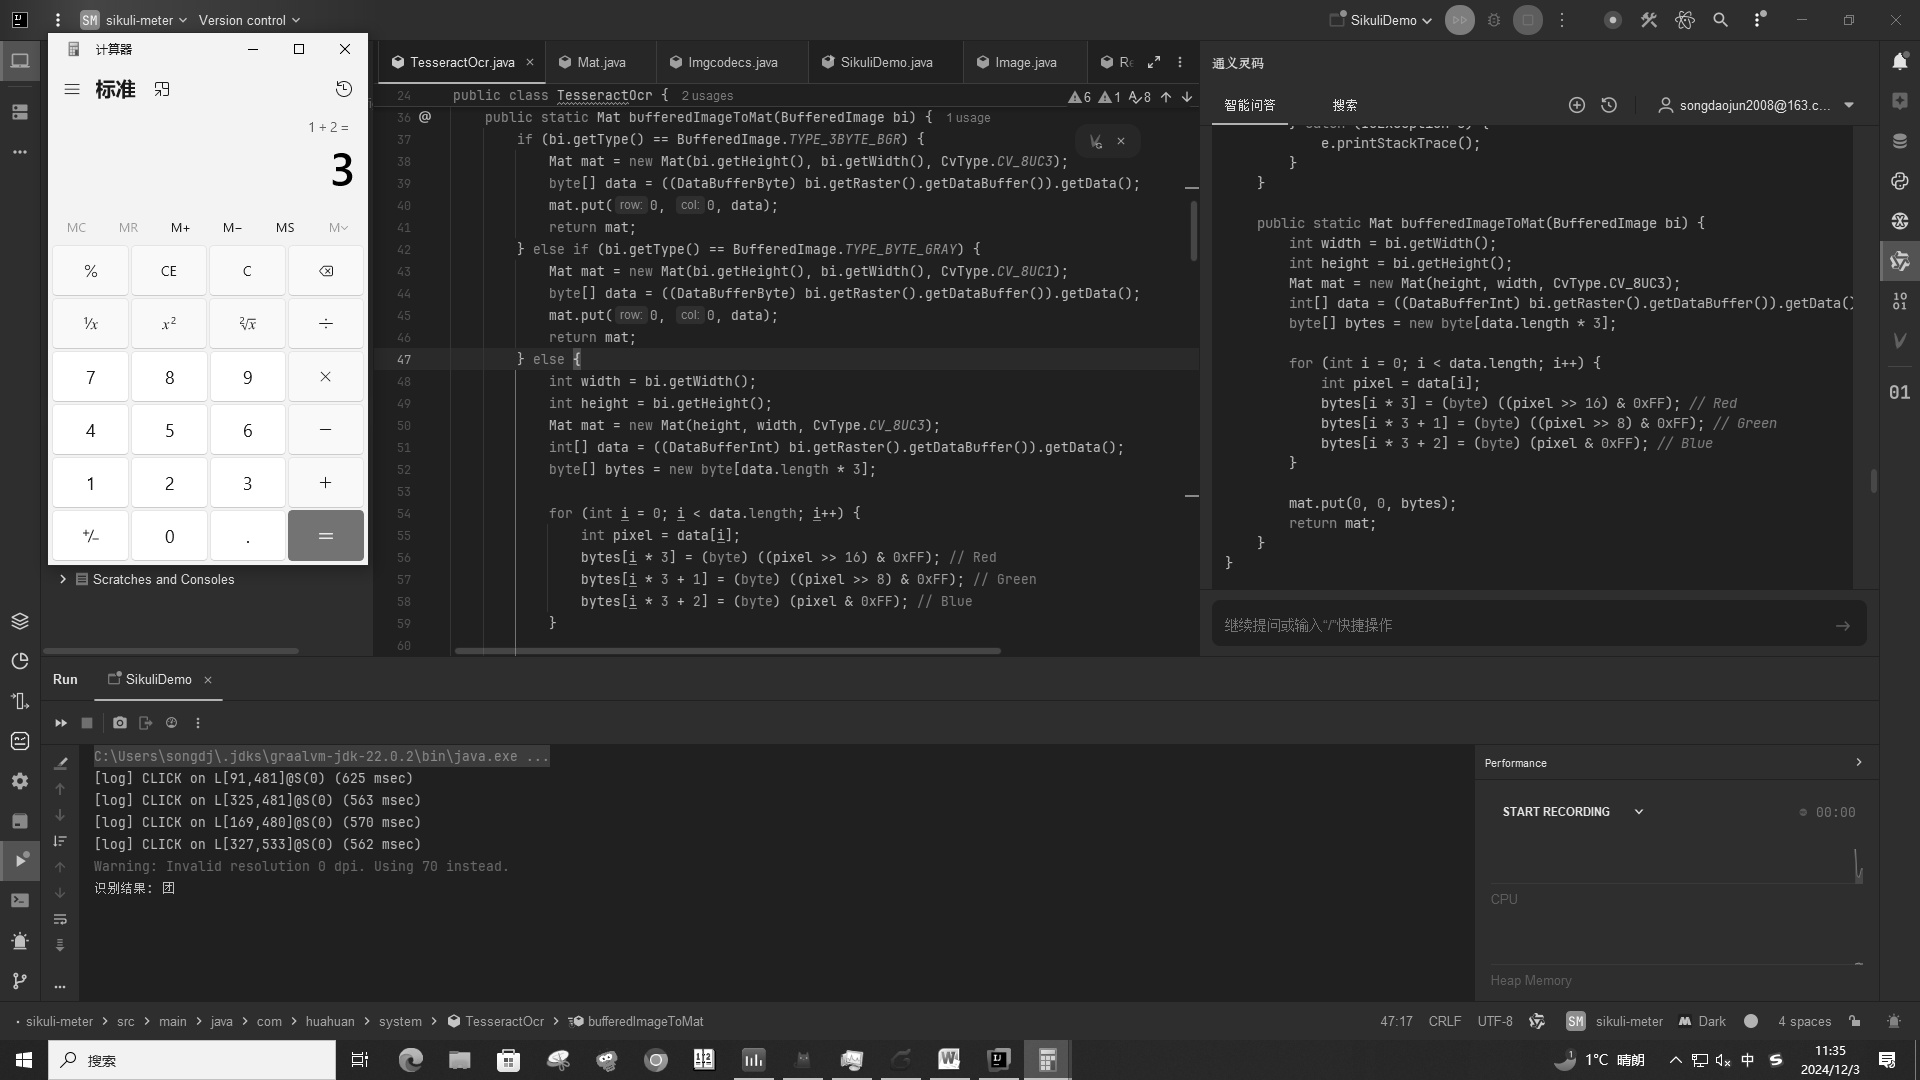 SM sikuli-meter Version control SikuliDemo
计算器
标准
1 + 2 =
3
MC MR M+ M− MS M
% CE C
¹/x x² ²√x ÷
7 8 9 ×
4 5 6 −
1 2 3 +
+/− 0 . =
Scratches and Consoles
TesseractOcr.java Mat.java Imgcodecs.java SikuliDemo.java Image.java Re
24 public class TesseractOcr { 2 usages 6 1 8
36 @ public static Mat bufferedImageToMat(BufferedImage bi) { 1 usage
37 if (bi.getType() == BufferedImage.TYPE_3BYTE_BGR) {
38 Mat mat = new Mat(bi.getHeight(), bi.getWidth(), CvType.CV_8UC3);
39 byte[] data = ((DataBufferByte) bi.getRaster().getDataBuffer()).getData();
40 mat.put( row: 0, col: 0, data);
41 return mat;
42 } else if (bi.getType() == BufferedImage.TYPE_BYTE_GRAY) {
43 Mat mat = new Mat(bi.getHeight(), bi.getWidth(), CvType.CV_8UC1);
44 byte[] data = ((DataBufferByte) bi.getRaster().getDataBuffer()).getData();
45 mat.put( row: 0, col: 0, data);
46 return mat;
47 } else {
48 int width = bi.getWidth();
49 int height = bi.getHeight();
50 Mat mat = new Mat(height, width, CvType.CV_8UC3);
51 int[] data = ((DataBufferInt) bi.getRaster().getDataBuffer()).getData();
52 byte[] bytes = new byte[data.length * 3];
53
54 for (int i = 0; i < data.length; i++) {
55 int pixel = data[i];
56 bytes[i * 3] = (byte) ((pixel >> 16) & 0xFF); // Red
57 bytes[i * 3 + 1] = (byte) ((pixel >> 8) & 0xFF); // Green
58 bytes[i * 3 + 2] = (byte) (pixel & 0xFF); // Blue
59 }
60
通义灵码
智能问答 搜索 songdaojun2008@163.c...
e.printStackTrace();
}
}
public static Mat bufferedImageToMat(BufferedImage bi) {
int width = bi.getWidth();
int height = bi.getHeight();
Mat mat = new Mat(height, width, CvType.CV_8UC3);
int[] data = ((DataBufferInt) bi.getRaster().getDataBuffer()).getData()
byte[] bytes = new byte[data.length * 3];
for (int i = 0; i < data.length; i++) {
int pixel = data[i];
bytes[i * 3] = (byte) ((pixel >> 16) & 0xFF); // Red
bytes[i * 3 + 1] = (byte) ((pixel >> 8) & 0xFF); // Green
bytes[i * 3 + 2] = (byte) (pixel & 0xFF); // Blue
}
mat.put(0, 0, bytes);
return mat;
}
}
继续提问或输入“/”快捷操作
10
01
01
Run SikuliDemo
C:\Users\songdj\.jdks\graalvm-jdk-22.0.2\bin\java.exe ...
[log] CLICK on L[91,481]@S(0) (625 msec)
[log] CLICK on L[325,481]@S(0) (563 msec)
[log] CLICK on L[169,480]@S(0) (570 msec)
[log] CLICK on L[327,533]@S(0) (562 msec)
Warning: Invalid resolution 0 dpi. Using 70 instead.
识别结果: 团
Performance
START RECORDING 00:00
CPU
Heap Memory
sikuli-meter src main java com huahuan system TesseractOcr bufferedImageToMat 47:17 CRLF UTF-8 SM sikuli-meter Dark 4 spaces
搜索 1°C 晴朗 中 11:35
2024/12/3